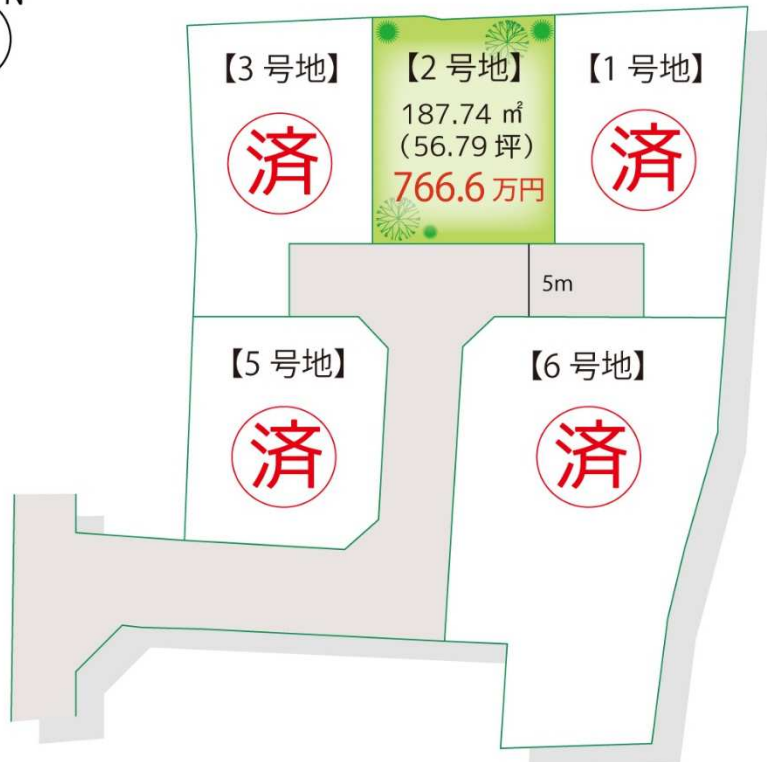 N
【3 号地】
済
【2 号地】
187.74 ㎡
（56.79 坪）
766.6 万円
【1 号地】
済
5m
【5 号地】
済
【6 号地】
済